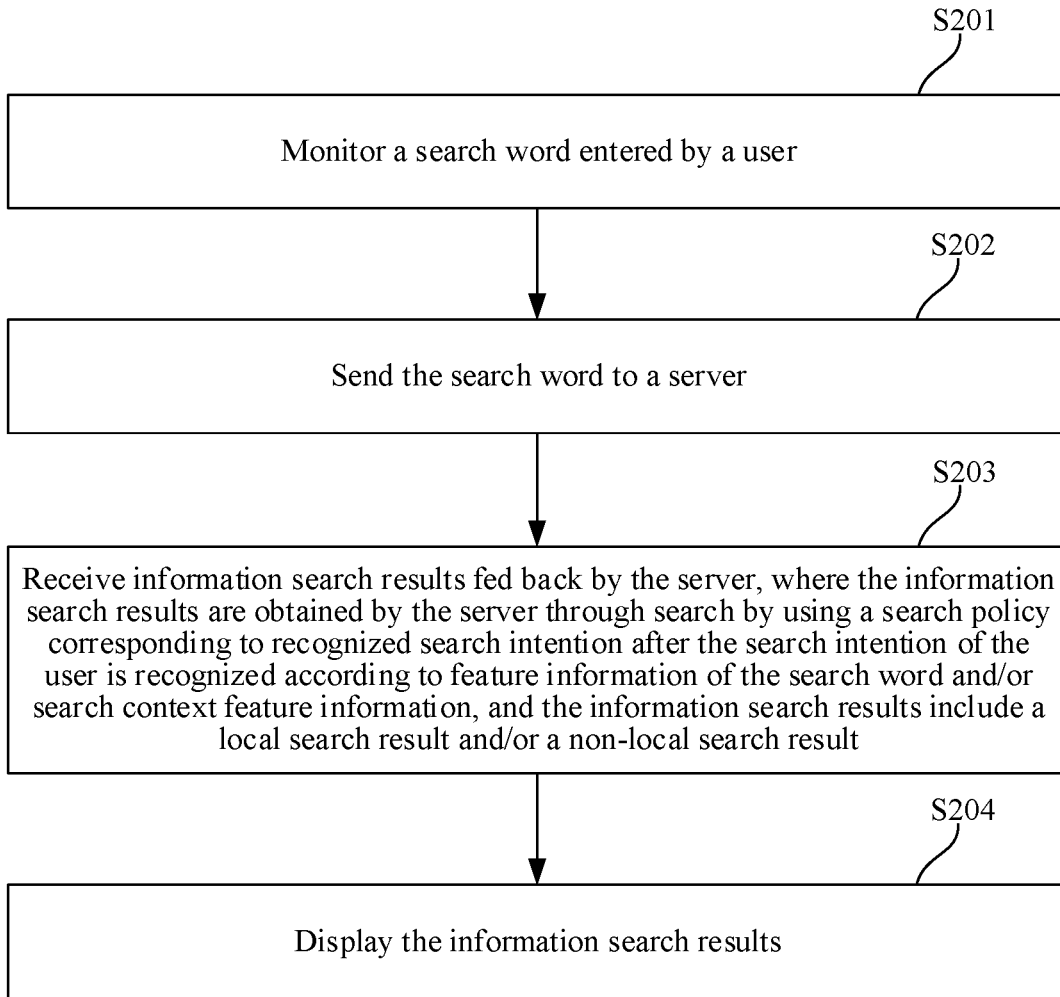 S201
Monitor a search word entered by a user
S202
Send the search word to a server
S203
Receive information search results fed back by the server, where the information
search results are obtained by the server through search by using a search policy
corresponding to recognized search intention after the search intention of the
user is recognized according to feature information of the search word and/or
search context feature information, and the information search results include a
local search result and/or a non-local search result
S204
Display the information search results